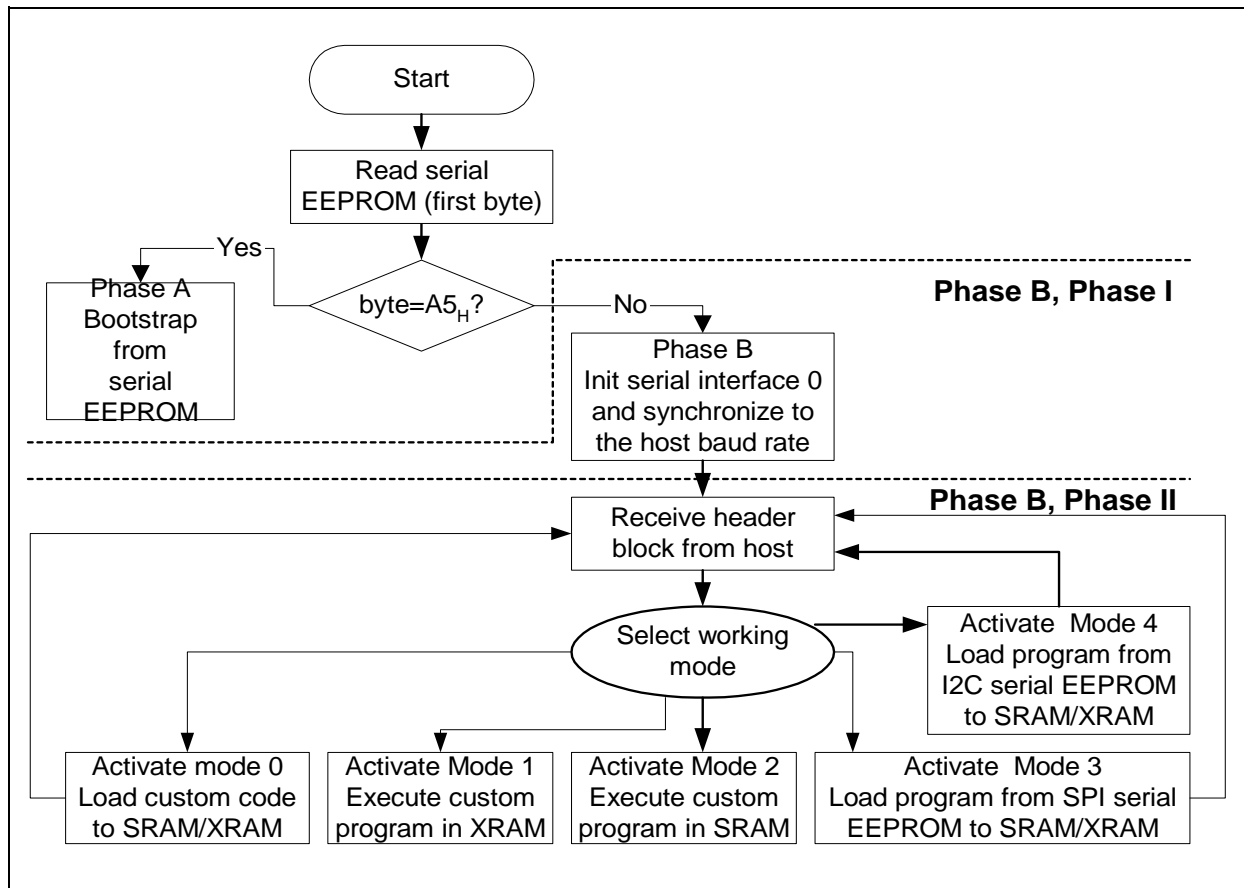 Start
Read serial
EEPROM (first byte)
Yes
byte=A5H?
No
Phase A
Bootstrap
from
serial
EEPROM
Phase B, Phase I
Phase B
Init serial interface 0
and synchronize to
the host baud rate
Phase B, Phase II
Receive header
block from host
Select working
mode
Activate Mode 4
Load program from
I2C serial EEPROM
to SRAM/XRAM
Activate mode 0
Load custom code
to SRAM/XRAM
Activate Mode 1
Execute custom
program in XRAM
Activate Mode 2
Execute custom
program in SRAM
Activate Mode 3
Load program from SPI serial
EEPROM to SRAM/XRAM